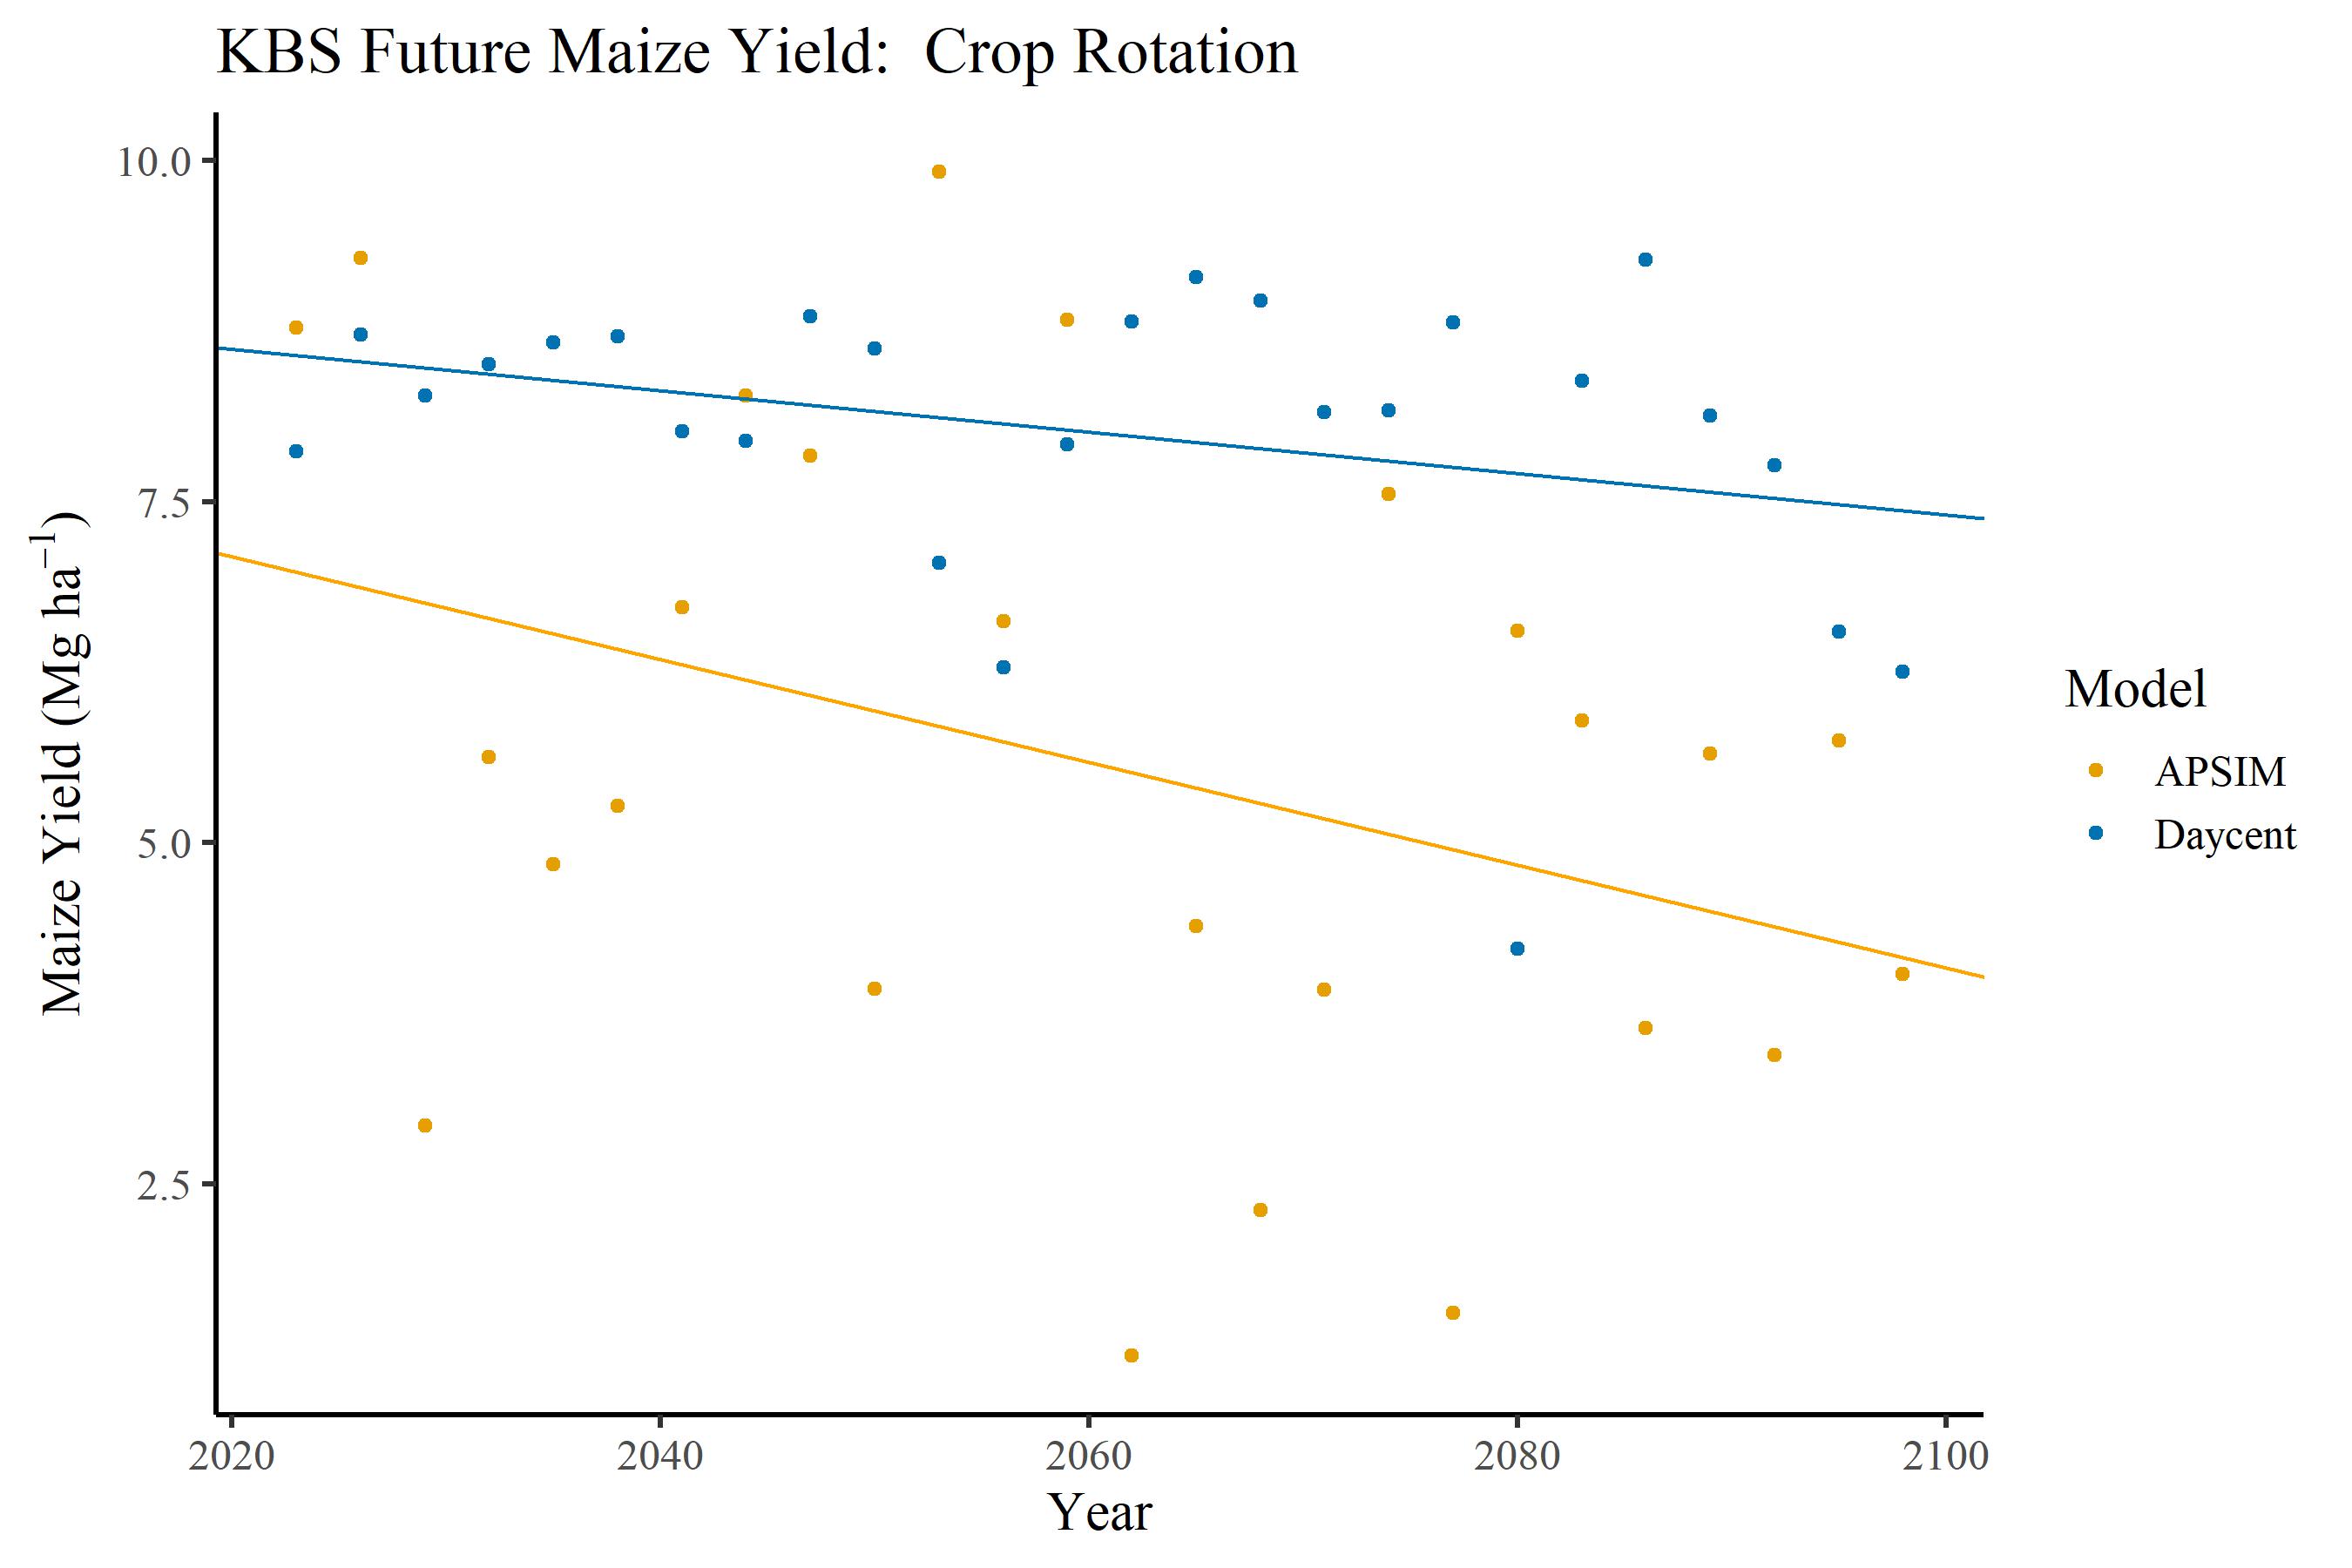 KBS Future Maize Yield:  Crop Rotation
10.0
7.5
5.0
2.5
Maize Yield (Mg ha⁻¹)
2020 2040 2060 2080 2100
Year
Model
APSIM
Daycent